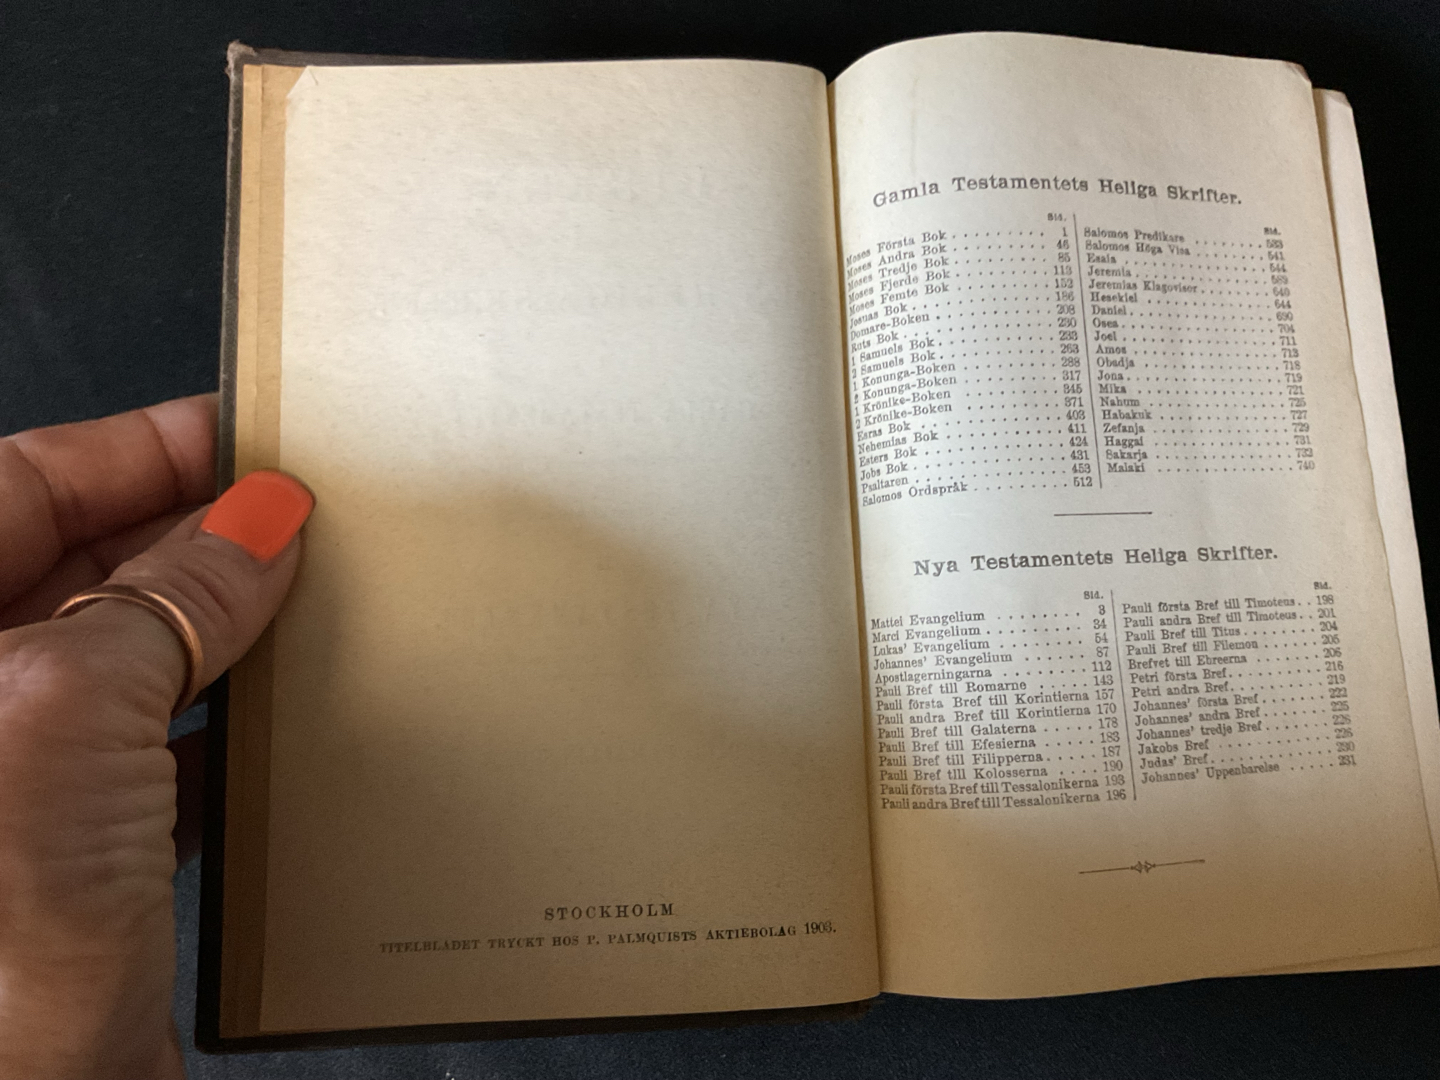 STOCKHOLM
TITELBLADET TRYCKT HOS P. PALMQUISTS AKTIEBOLAG 1903.
Gamla Testamentets Heliga Skrifter.
Sid.
Moses Första Bok . . . . . . . . . 1
Moses Andra Bok . . . . . . . . . 46
Moses Tredje Bok . . . . . . . . . 85
Moses Fjerde Bok . . . . . . . . . 113
Moses Femte Bok . . . . . . . . . 152
Josuas Bok . . . . . . . . . 186
Domare-Boken . . . . . . . . . 208
Ruts Bok . . . . . . . . . 230
1 Samuels Bok . . . . . . . . . 233
2 Samuels Bok . . . . . . . . . 263
1 Konunga-Boken . . . . . . . . . 288
2 Konunga-Boken . . . . . . . . . 317
1 Krönike-Boken . . . . . . . . . 345
2 Krönike-Boken . . . . . . . . . 371
Esras Bok . . . . . . . . . 403
Nehemias Bok . . . . . . . . . 411
Esters Bok . . . . . . . . . 424
Jobs Bok . . . . . . . . . 431
Psaltaren . . . . . . . . . 453
Salomos Ordspråk . . . . . . . . . 512
Sid.
Salomos Predikare . . . . . . . 533
Salomos Höga Visa . . . . . . . 541
Esaia . . . . . . . 544
Jeremia . . . . . . . 589
Jeremias Klagovisor . . . . . . . 640
Hesekiel . . . . . . . 644
Daniel . . . . . . . 690
Osea . . . . . . . 704
Joel . . . . . . . 711
Amos . . . . . . . 713
Obadja . . . . . . . 718
Jona . . . . . . . 719
Mika . . . . . . . 721
Nahum . . . . . . . 725
Habakuk . . . . . . . 727
Zefanja . . . . . . . 729
Haggai . . . . . . . 731
Sakarja . . . . . . . 732
Malaki . . . . . . . 740
Nya Testamentets Heliga Skrifter.
Sid.
Mattei Evangelium . . . . . . . . 3
Marci Evangelium . . . . . . . . 34
Lukas' Evangelium . . . . . . . 54
Johannes' Evangelium . . . . . . 87
Apostlagerningarna . . . . . . . 112
Pauli Bref till Romarne . . . . . 143
Pauli första Bref till Korintierna 157
Pauli andra Bref till Korintierna 170
Pauli Bref till Galaterna . . . . . 178
Pauli Bref till Efesierna . . . . . 183
Pauli Bref till Filipperna . . . . . 187
Pauli Bref till Kolosserna . . . . 190
Pauli första Bref till Tessalonikerna 193
Pauli andra Bref till Tessalonikerna 196
Sid.
Pauli första Bref till Timoteus . . 198
Pauli andra Bref till Timoteus . . 201
Pauli Bref till Titus . . . . . . . 204
Pauli Bref till Filemon . . . . . 205
Brefvet till Ebreerna . . . . . . 206
Petri första Bref . . . . . . . 216
Petri andra Bref . . . . . . . 219
Johannes' första Bref . . . . . . 222
Johannes' andra Bref . . . . . . 225
Johannes' tredje Bref . . . . . . 226
Jakobs Bref . . . . . . . 226
Judas' Bref . . . . . . . 230
Johannes' Uppenbarelse . . . . . 231